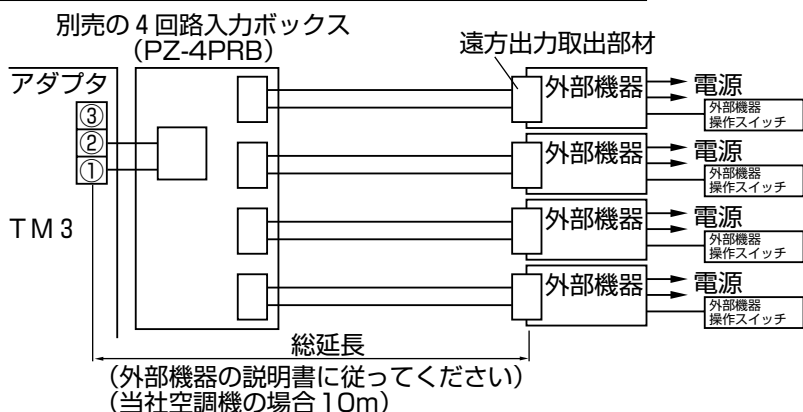 別売の4回路入力ボックス
(PZ-4PRB)
遠方出力取出部材
アダプタ
③
②
①
TM3
外部機器
電源
外部機器
操作スイッチ
外部機器
電源
外部機器
操作スイッチ
外部機器
電源
外部機器
操作スイッチ
外部機器
電源
外部機器
操作スイッチ
総延長
(外部機器の説明書に従ってください)
(当社空調機の場合10m)